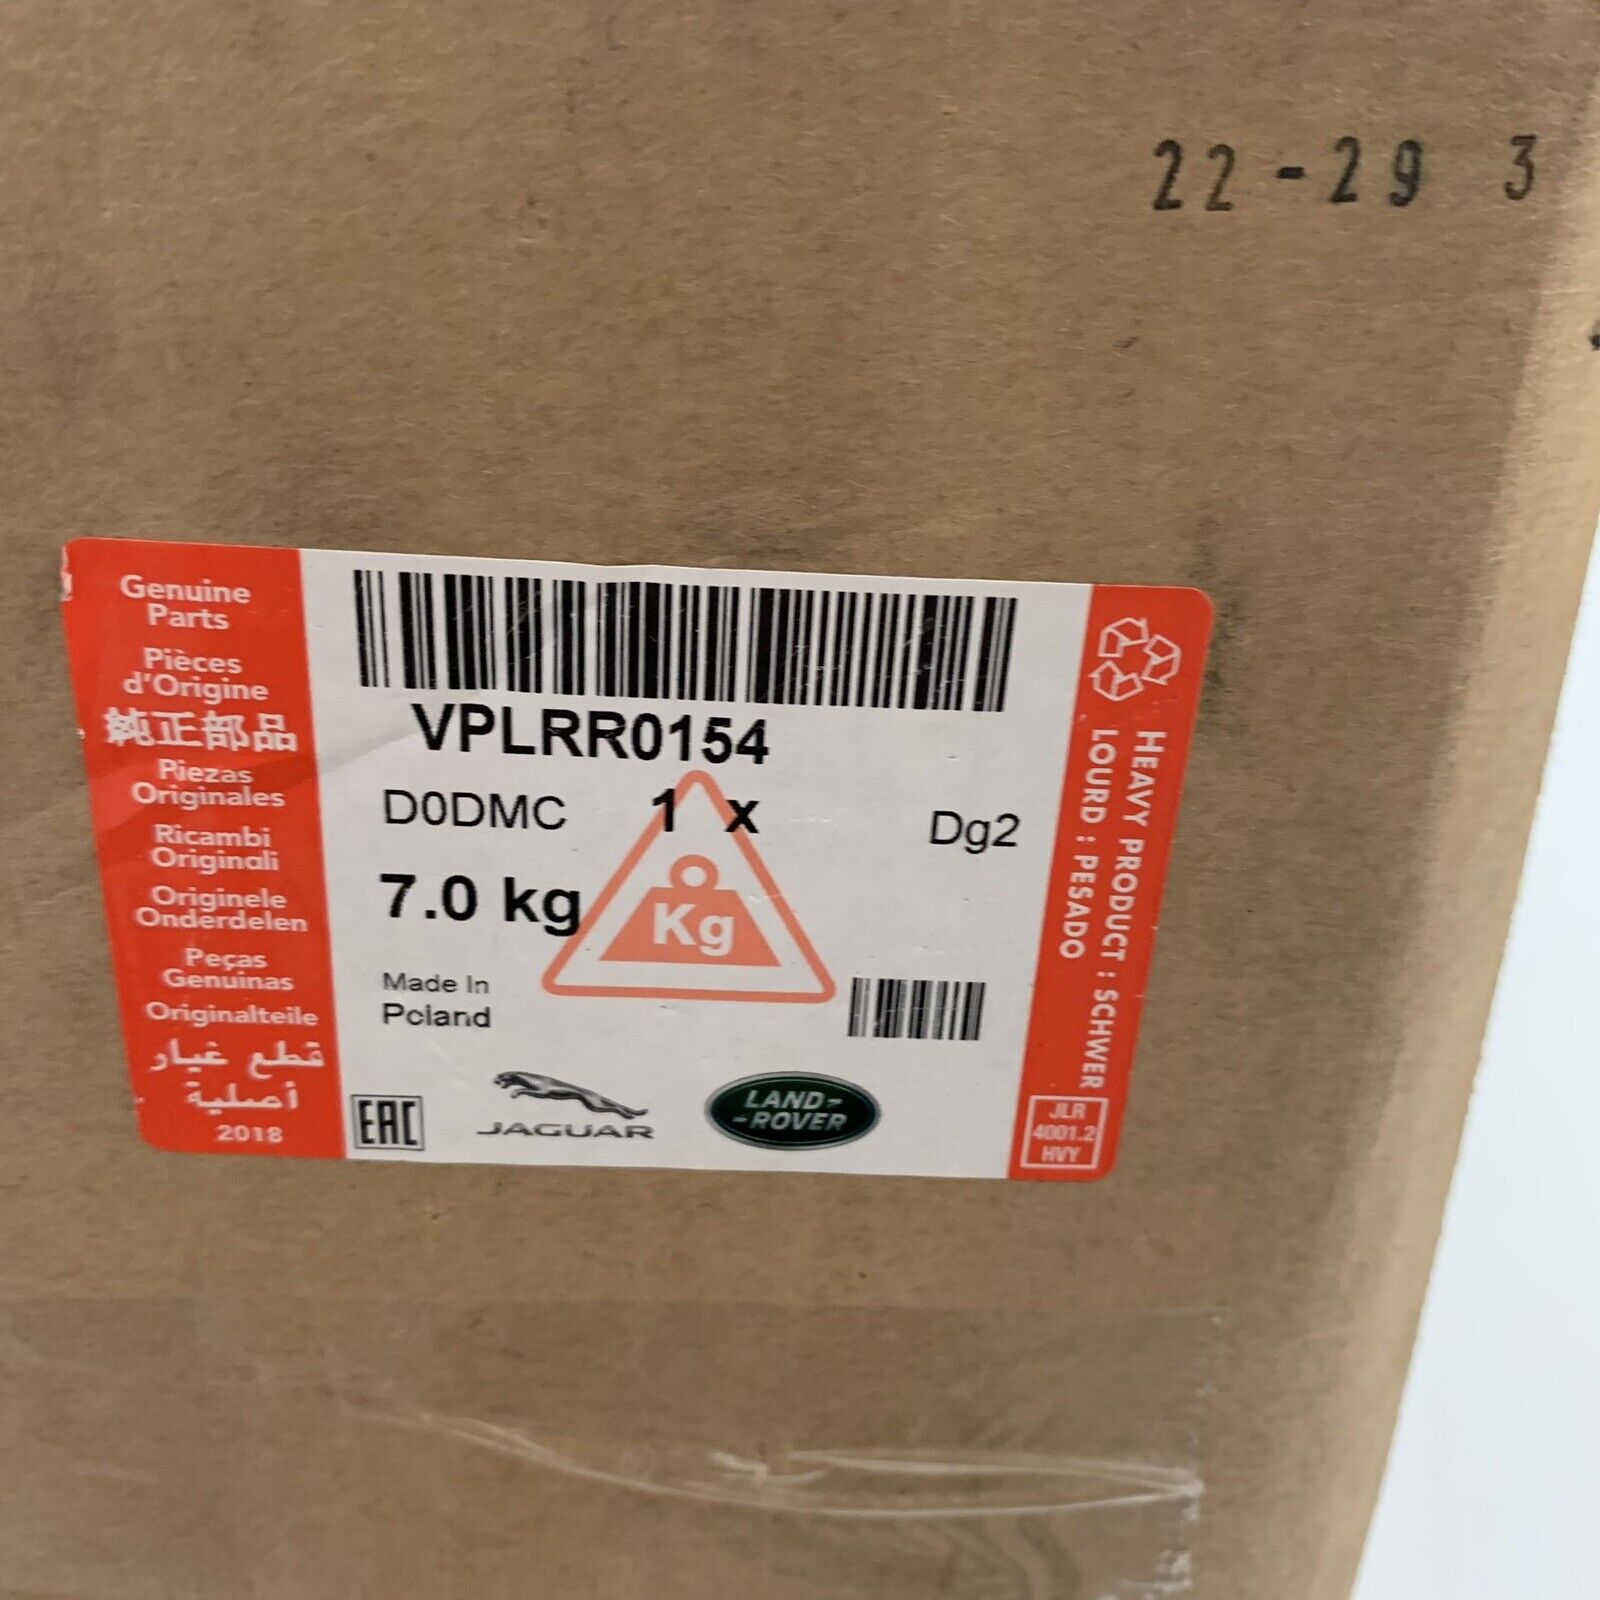 22-29 3
Genuine
Parts
Pièces
d'Origine
純正部品
Piezas
Originales
Ricambi
Originali
Originele
Onderdelen
Peças
Genuinas
Originalteile
قطع غيار
أصلية
2018
VPLRR0154
D0DMC 1 x Dg2
7.0 kg
Kg
Made In
Poland
EAC
JAGUAR
LAND-
-ROVER
HEAVY PRODUCT : SCHWER
LOURD : PESADO
JLR
4001.2
HVY